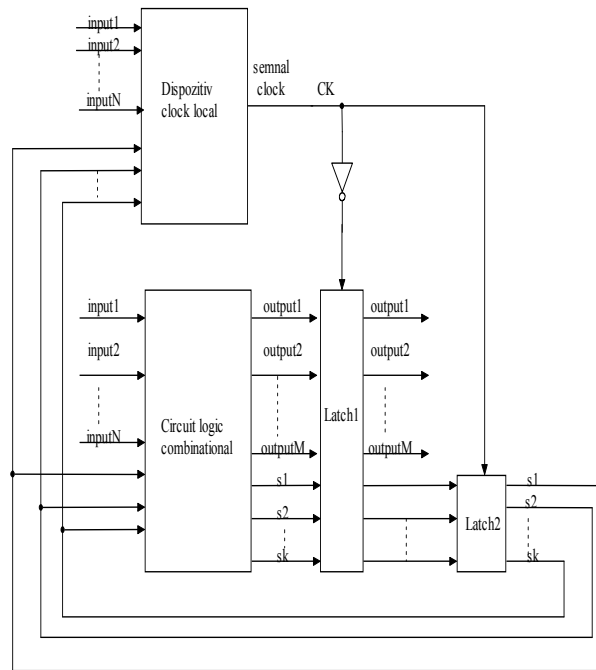 input1
input2
inputN
Dispozitiv
clock local
semnal
clock
CK
input1
input2
inputN
Circuit logic
combinational
output1
output2
outputM
s1
s2
sk
Latch1
output1
output2
outputM
Latch2
s1
s2
sk